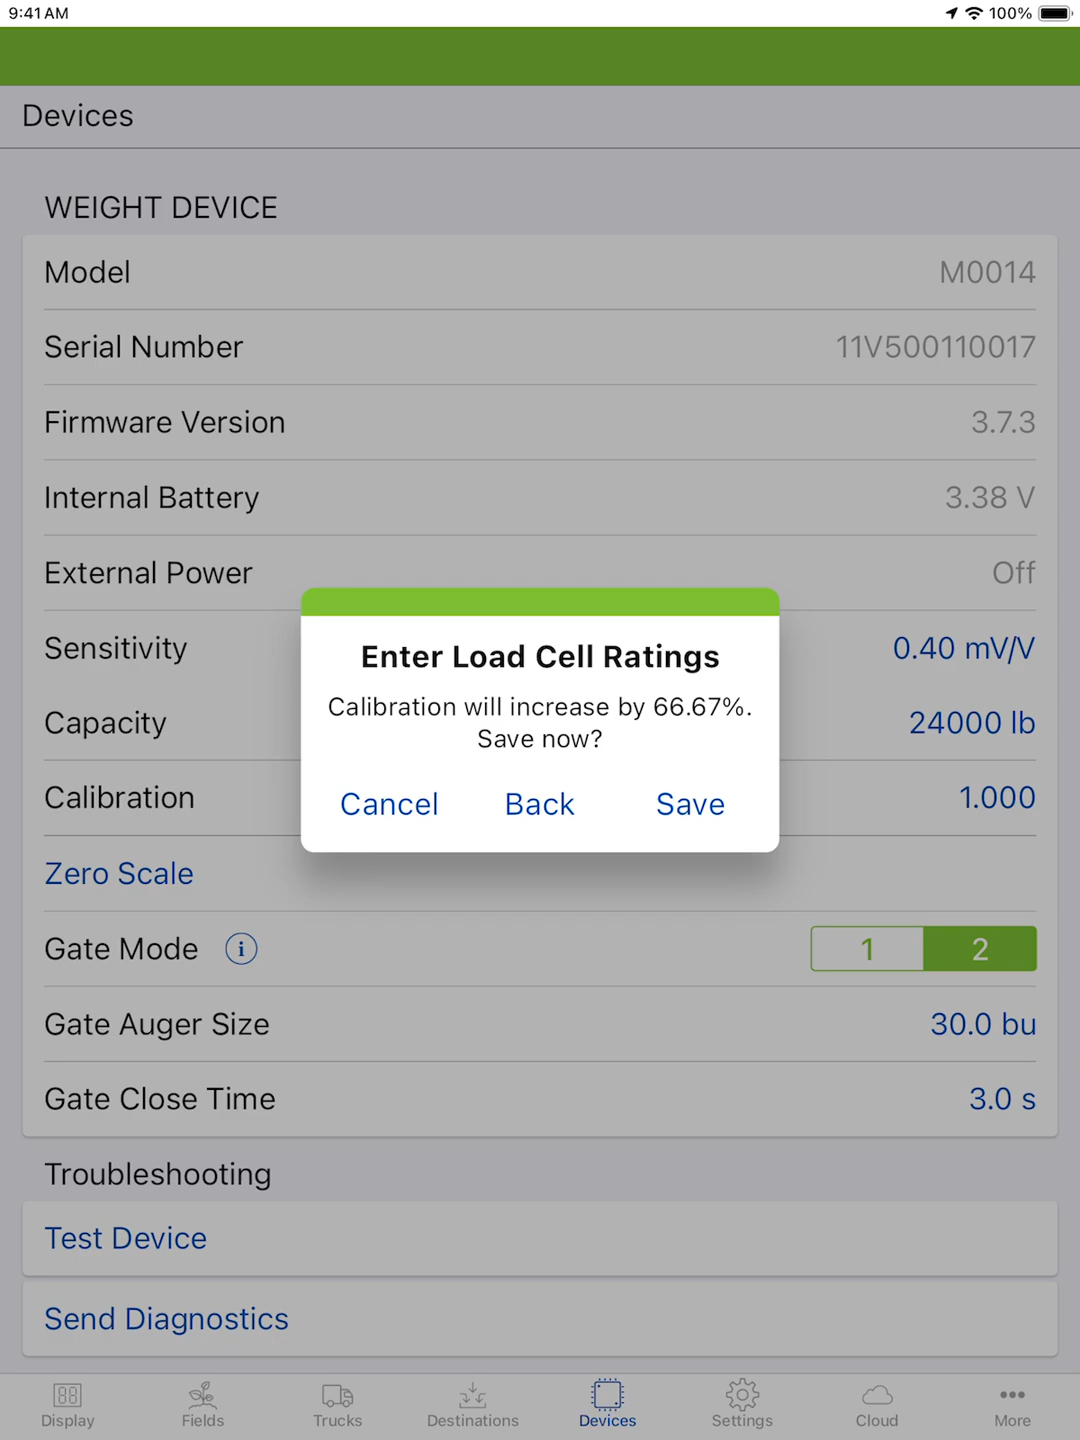 9:41 AM
100%
Devices
WEIGHT DEVICE
Model M0014
Serial Number 11V500110017
Firmware Version 3.7.3
Internal Battery 3.38 V
External Power Off
Sensitivity 0.40 mV/V
Capacity 24000 lb
Calibration 1.000
Enter Load Cell Ratings
Calibration will increase by 66.67%.
Save now?
Cancel Back Save
Zero Scale
Gate Mode i 1 2
Gate Auger Size 30.0 bu
Gate Close Time 3.0 s
Troubleshooting
Test Device
Send Diagnostics
Display Fields Trucks Destinations Devices Settings Cloud More